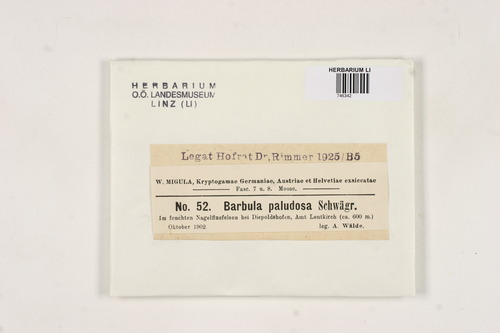 HERBARIUM LI
746342
HERBARIUM
O.Ö. LANDESMUSEUM
LINZ (LI)
Legat Hofrat Dr. Rimmer 1925/B5
W. MIGULA, Kryptogamae Germaniae, Austriae et Helvetiae exsiccatae
Fasc. 7 u. 8. Moose.
No. 52. Barbula paludosa Schwägr.
Im feuchten Nagelfluefelsen bei Diepoldshofen, Amt Leutkirch (ca. 600 m.)
Oktober 1902 leg. A. Wälde.